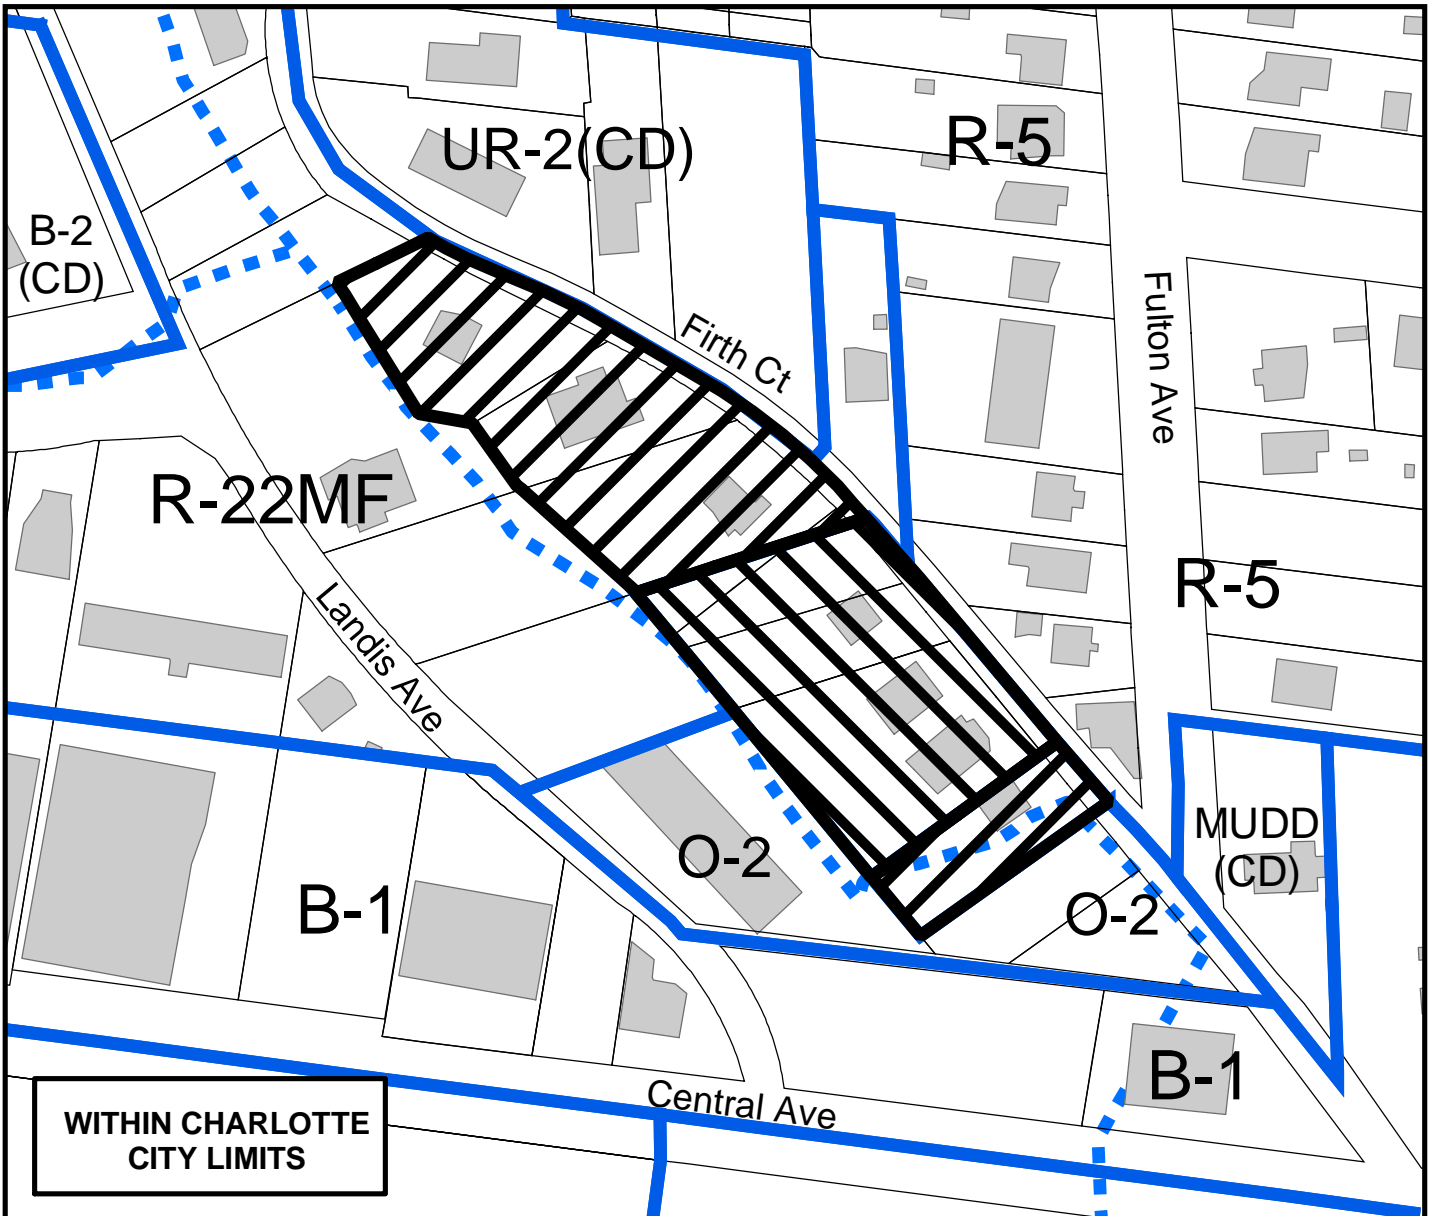 UR-2(CD)
R-5
B-2
(CD)
Firth Ct
Fulton Ave
R-22MF
R-5
Landis Ave
MUDD
(CD)
O-2
B-1
O-2
B-1
Central Ave
WITHIN CHARLOTTE
CITY LIMITS